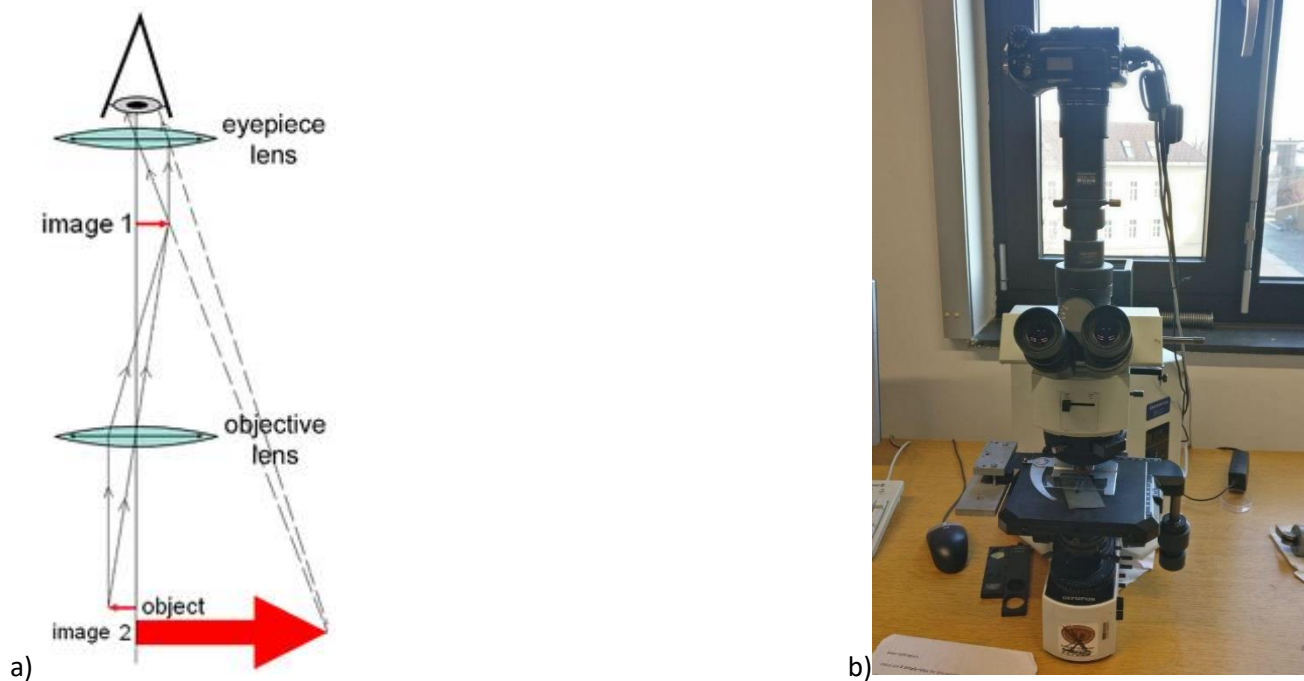 eyepiece
lens
image 1
objective
lens
object
image 2
a)
b)
OLYMPUS